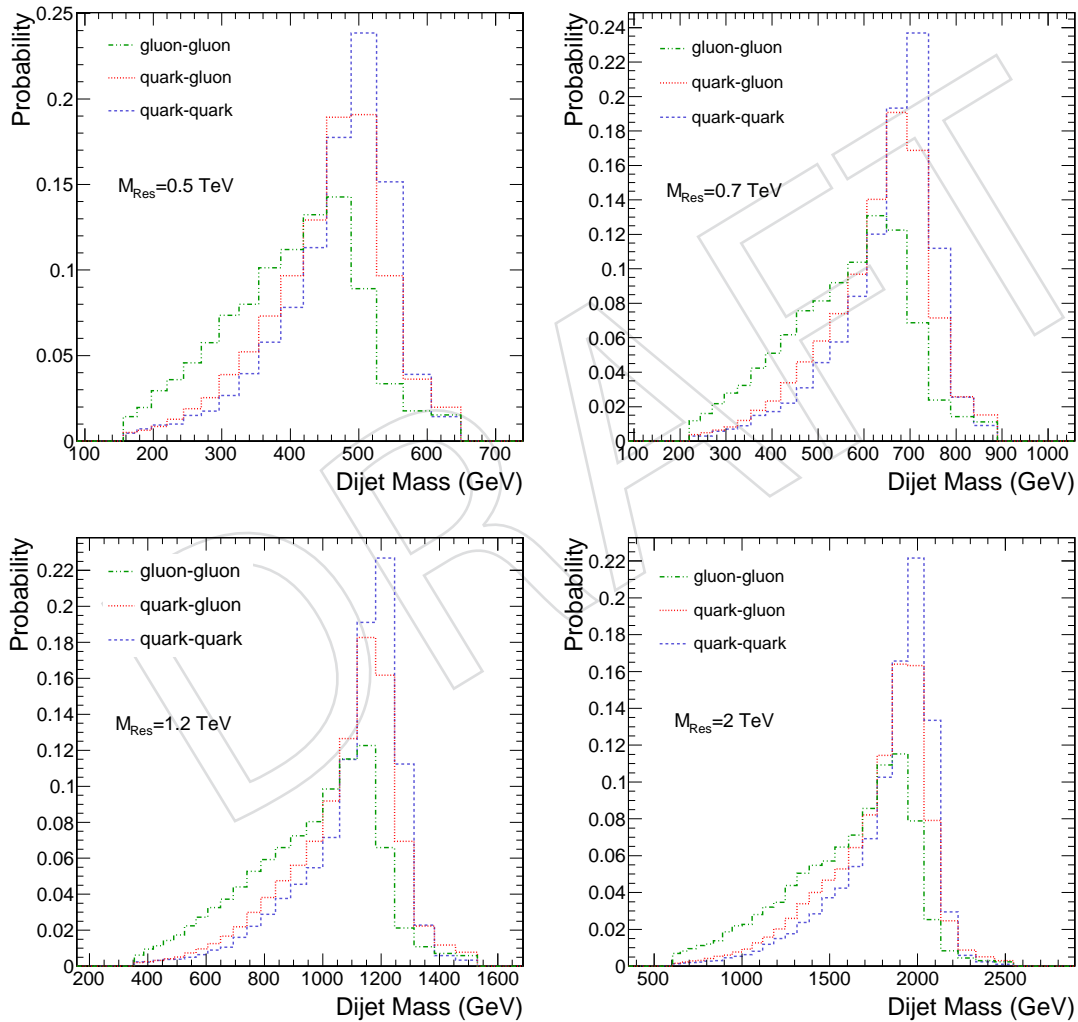 Probability
0.25
0.2
0.15
0.1
0.05
0
gluon-gluon
quark-gluon
quark-quark
M_Res=0.5 TeV
100 200 300 400 500 600 700
Dijet Mass (GeV)
Probability
0.24
0.22
0.2
0.18
0.16
0.14
0.12
0.1
0.08
0.06
0.04
0.02
0
gluon-gluon
quark-gluon
quark-quark
M_Res=0.7 TeV
100 200 300 400 500 600 700 800 900 1000
Dijet Mass (GeV)
Probability
0.22
0.2
0.18
0.16
0.14
0.12
0.1
0.08
0.06
0.04
0.02
0
gluon-gluon
quark-gluon
quark-quark
M_Res=1.2 TeV
200 400 600 800 1000 1200 1400 1600
Dijet Mass (GeV)
Probability
0.22
0.2
0.18
0.16
0.14
0.12
0.1
0.08
0.06
0.04
0.02
0
gluon-gluon
quark-gluon
quark-quark
M_Res=2 TeV
500 1000 1500 2000 2500
Dijet Mass (GeV)
DRAFT